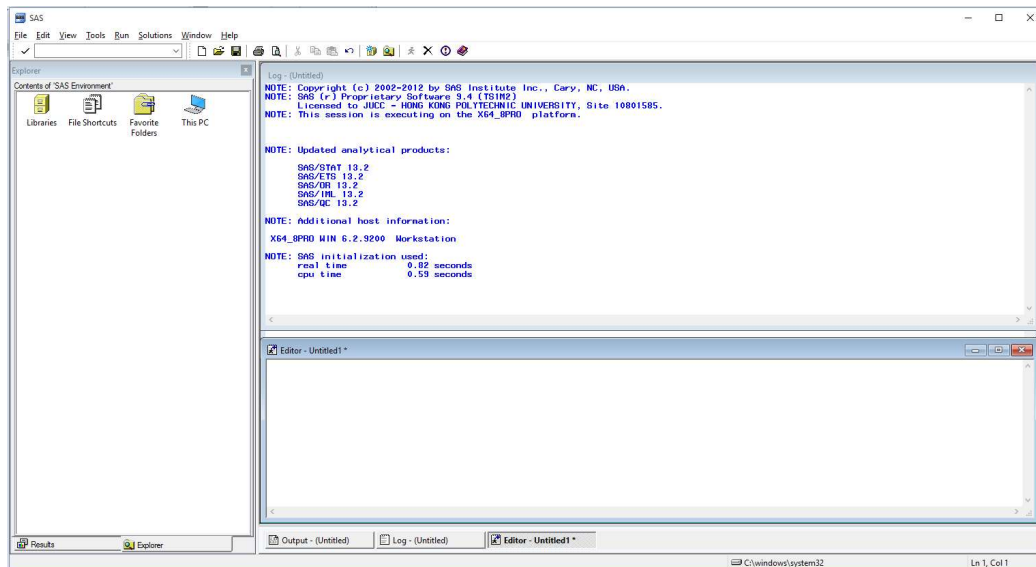 SAS
File Edit View Tools Run Solutions Window Help
Explorer
Contents of 'SAS Environment'
Libraries File Shortcuts Favorite Folders This PC
Log - (Untitled)
NOTE: Copyright (c) 2002-2012 by SAS Institute Inc., Cary, NC, USA.
NOTE: SAS (r) Proprietary Software 9.4 (TS1M2)
Licensed to JUCC - HONG KONG POLYTECHNIC UNIVERSITY, Site 10801585.
NOTE: This session is executing on the X64_8PRO platform.
NOTE: Updated analytical products:
SAS/STAT 13.2
SAS/ETS 13.2
SAS/OR 13.2
SAS/IML 13.2
SAS/QC 13.2
NOTE: Additional host information:
X64_8PRO WIN 6.2.9200 Workstation
NOTE: SAS initialization used:
real time 0.82 seconds
cpu time 0.59 seconds
Editor - Untitled1 *
Results Explorer
Output - (Untitled) Log - (Untitled) Editor - Untitled1 *
C:\windows\system32 Ln 1, Col 1